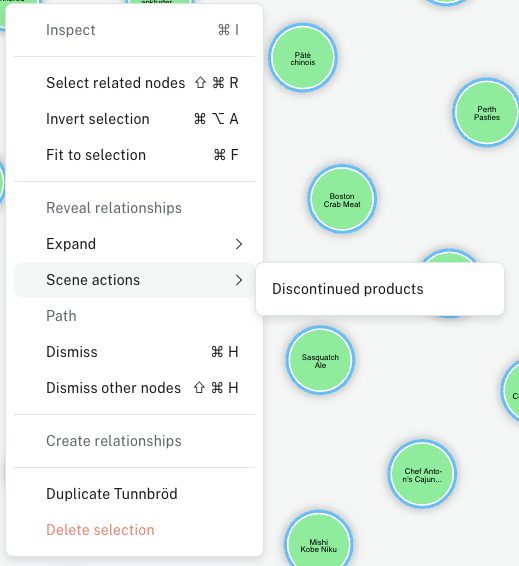 Inspect ⌘ I
Select related nodes ⇧ ⌘ R
Invert selection ⌘ ⌥ A
Fit to selection ⌘ F
Reveal relationships
Expand
Scene actions
Discontinued products
Path
Dismiss ⌘ H
Dismiss other nodes ⇧ ⌘ H
Create relationships
Duplicate Tunnbröd
Delete selection
Pâté
chinois
Perth
Pasties
Boston
Crab Meat
Sasquatch
Ale
Chef Anto-
n's Cajun...
Mishi
Kobe Niku